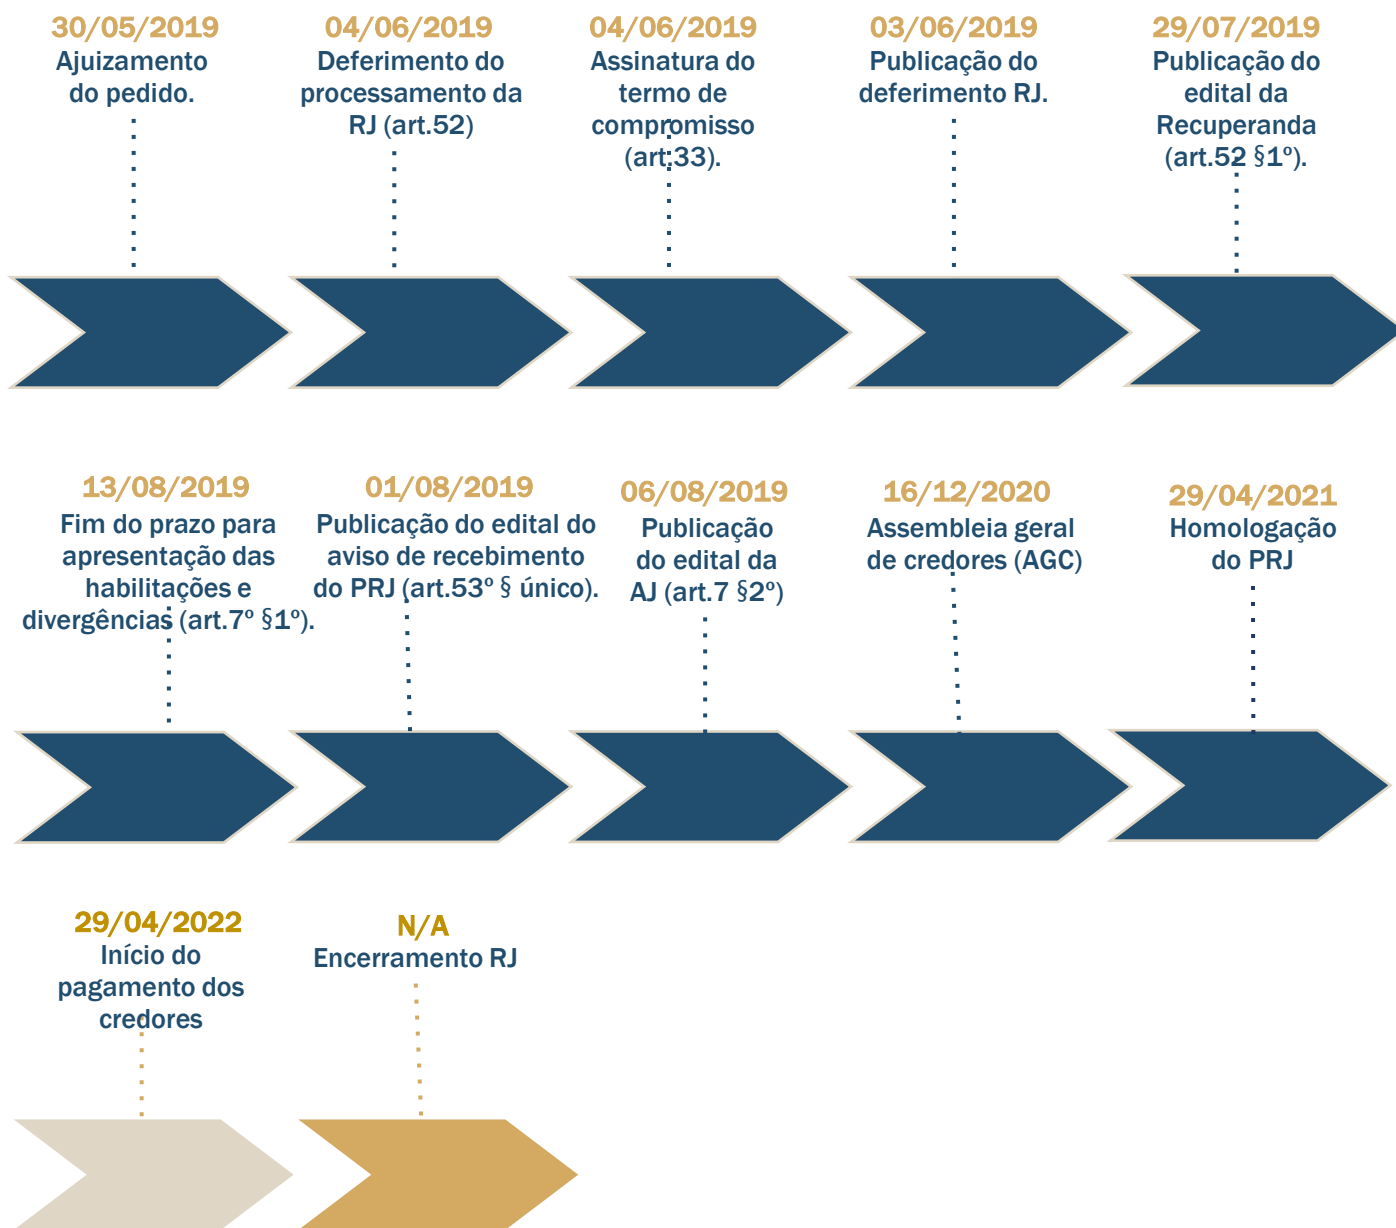 30/05/2019
Ajuizamento
do pedido.
04/06/2019
Deferimento do
processamento da
RJ (art.52)
04/06/2019
Assinatura do
termo de
compromisso
(art.33).
03/06/2019
Publicação do
deferimento RJ.
29/07/2019
Publicação do
edital da
Recuperanda
(art.52 §1º).
13/08/2019
Fim do prazo para
apresentação das
habilitações e
divergências (art.7º §1º).
01/08/2019
Publicação do edital do
aviso de recebimento
do PRJ (art.53º § único).
06/08/2019
Publicação
do edital da
AJ (art.7 §2º)
16/12/2020
Assembleia geral
de credores (AGC)
29/04/2021
Homologação
do PRJ
29/04/2022
Início do
pagamento dos
credores
N/A
Encerramento RJ